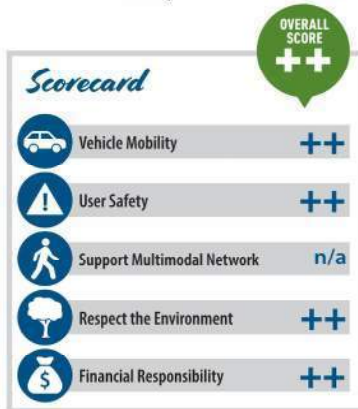 OVERALL
SCORE
++
Scorecard
Vehicle Mobility ++
User Safety ++
Support Multimodal Network n/a
Respect the Environment ++
Financial Responsibility ++